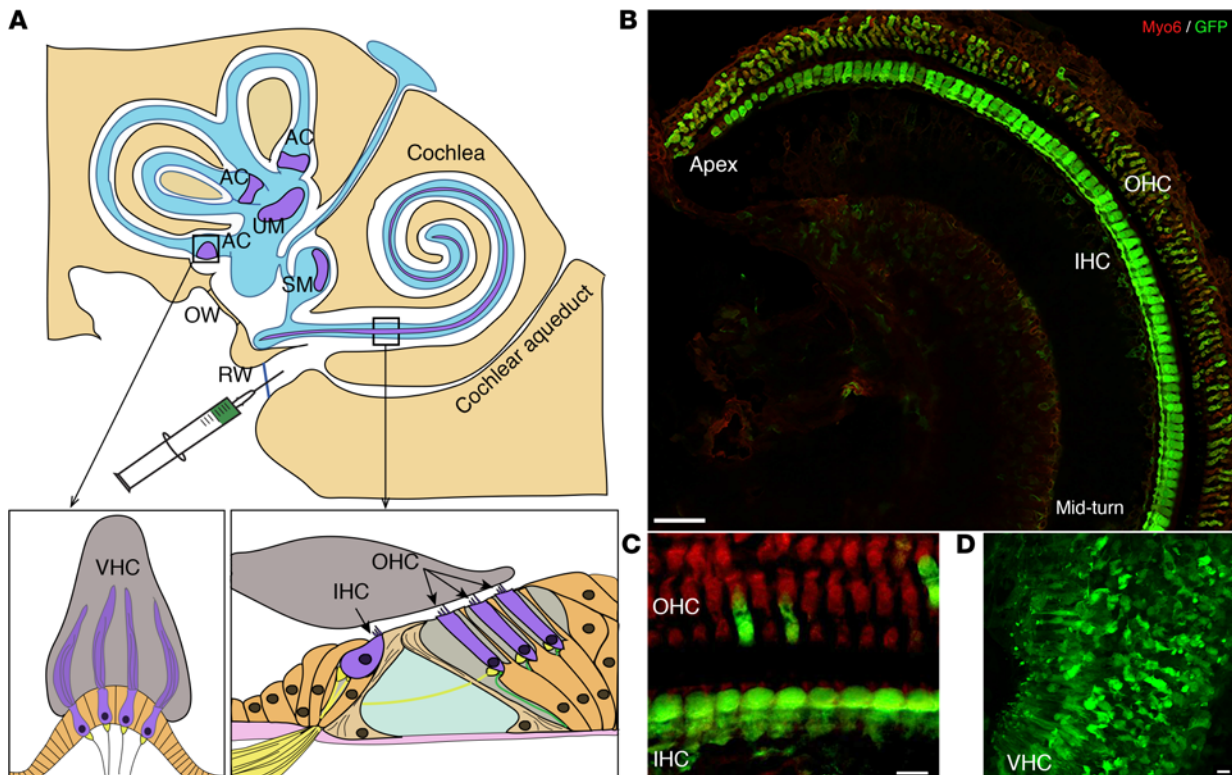 A
AC
Cochlea
AC
UM
AC
SM
OW
RW
Cochlear aqueduct
VHC
OHC
IHC
B
Myo6 / GFP
Apex
OHC
IHC
Mid-turn
C
OHC
IHC
D
VHC